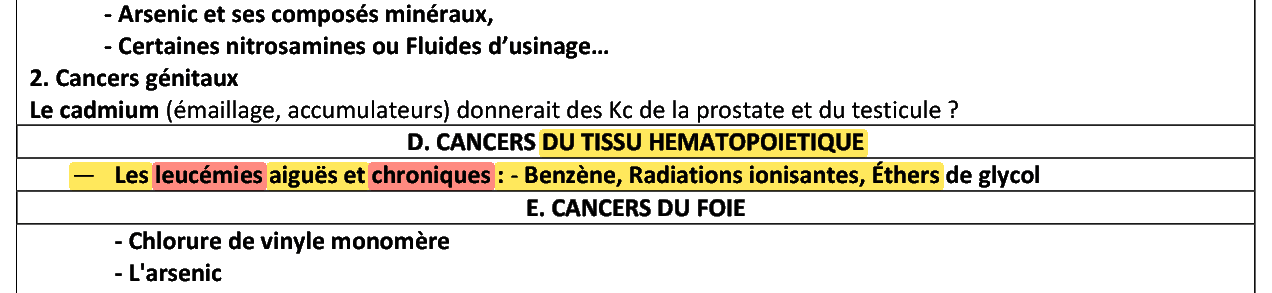 - Arsenic et ses composés minéraux,
- Certaines nitrosamines ou Fluides d'usinage…
2. Cancers génitaux
Le cadmium (émaillage, accumulateurs) donnerait des Kc de la prostate et du testicule ?
D. CANCERS DU TISSU HEMATOPOIETIQUE
— Les leucémies aiguës et chroniques : - Benzène, Radiations ionisantes, Éthers de glycol
E. CANCERS DU FOIE
- Chlorure de vinyle monomère
- L'arsenic